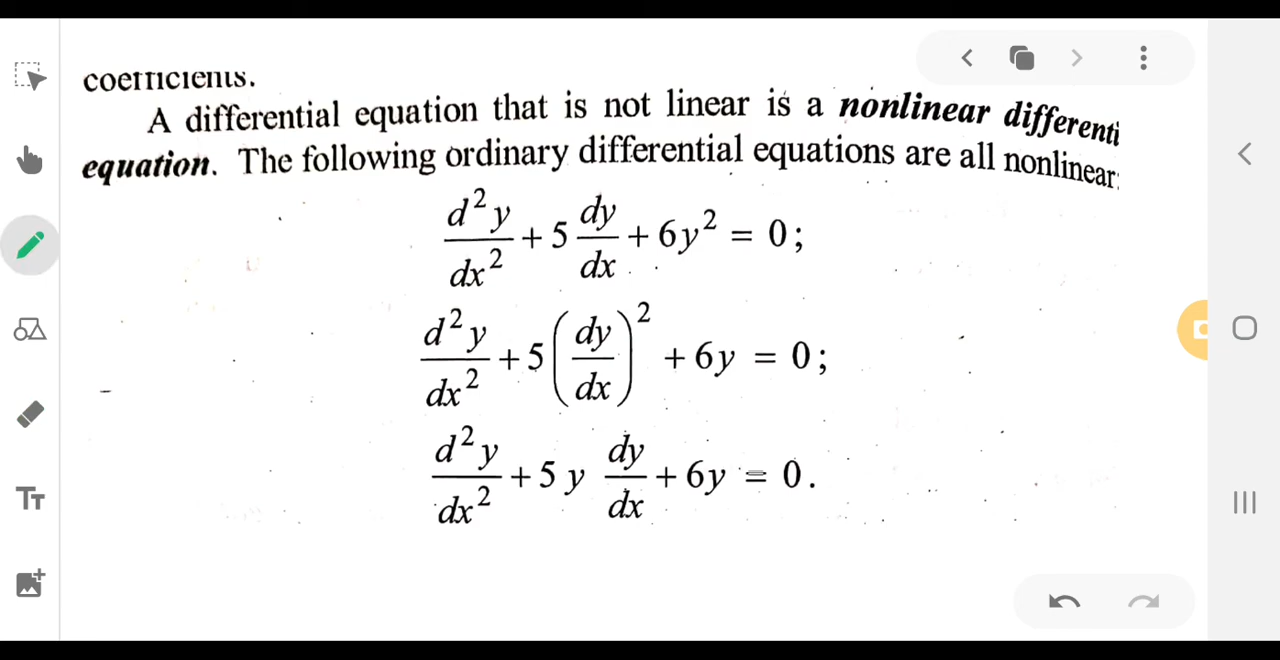 coefficients.
A differential equation that is not linear is a nonlinear differenti
equation. The following ordinary differential equations are all nonlinear:
d²y/dx² + 5 dy/dx + 6y² = 0;
d²y/dx² + 5 (dy/dx)² + 6y = 0;
d²y/dx² + 5 y dy/dx + 6y = 0.
TT